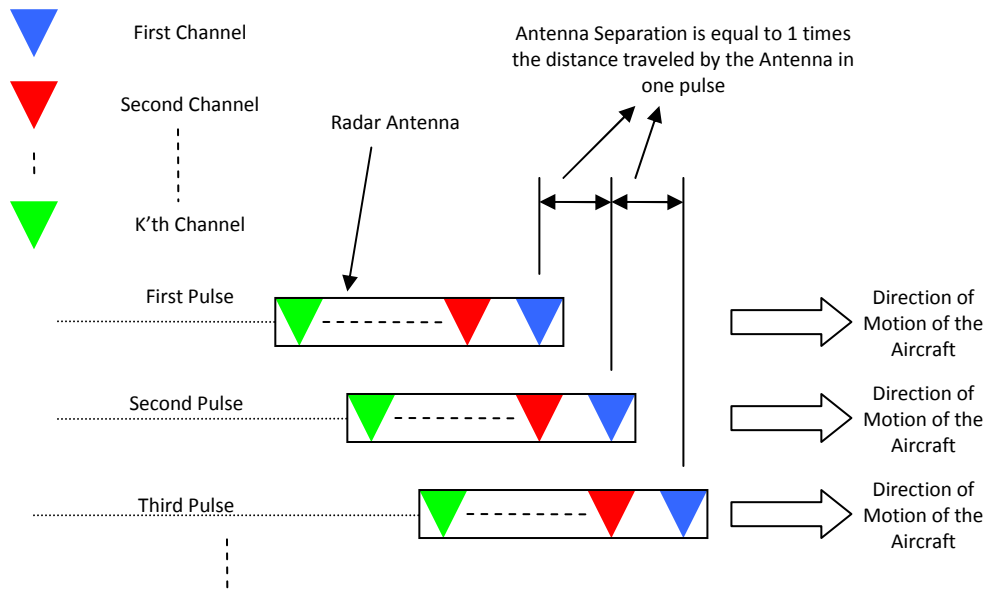 First Channel
Second Channel
K'th Channel
Antenna Separation is equal to 1 times
the distance traveled by the Antenna in
one pulse
Radar Antenna
First Pulse
Direction of
Motion of the
Aircraft
Second Pulse
Direction of
Motion of the
Aircraft
Third Pulse
Direction of
Motion of the
Aircraft